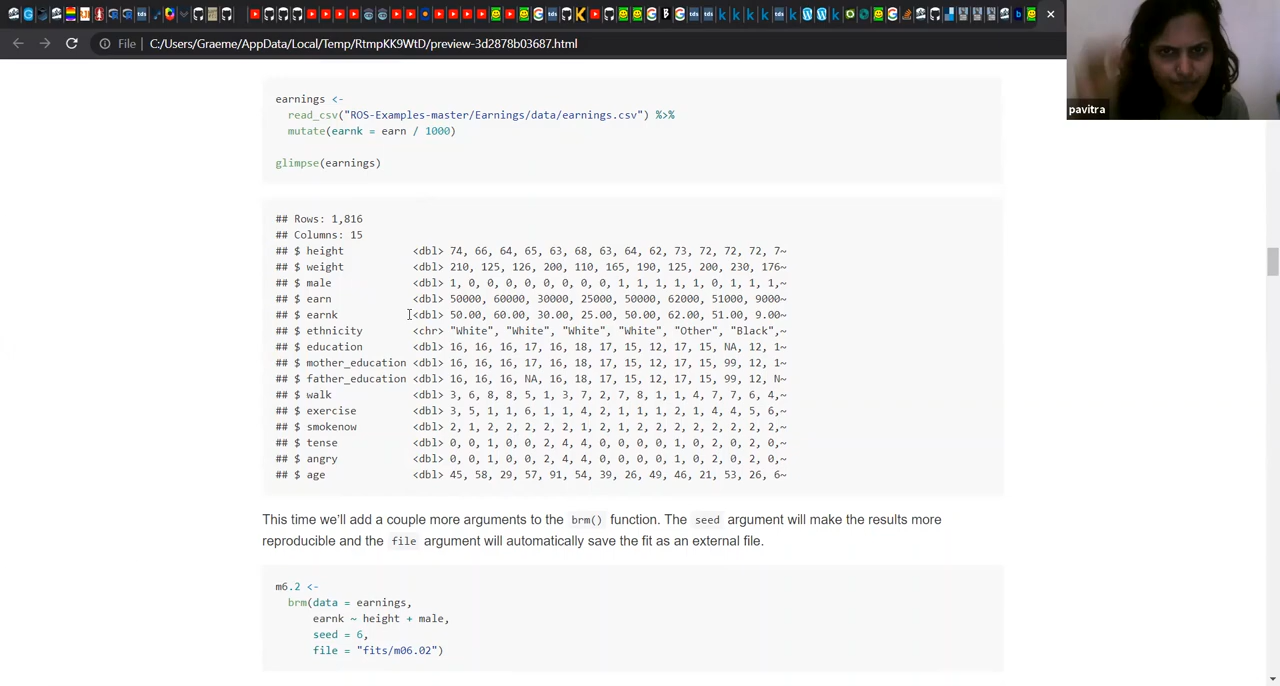 File
C:/Users/Graeme/AppData/Local/Temp/RtmpKK9WtD/preview-3d2878b03687.html
pavitra
earnings <-
read_csv("ROS-Examples-master/Earnings/data/earnings.csv") %>%
mutate(earnk = earn / 1000)
glimpse(earnings)
## Rows: 1,816
## Columns: 15
## $ height <dbl> 74, 66, 64, 65, 63, 68, 63, 64, 62, 73, 72, 72, 72, 7~
## $ weight <dbl> 210, 125, 126, 200, 110, 165, 190, 125, 200, 230, 176~
## $ male <dbl> 1, 0, 0, 0, 0, 0, 0, 1, 1, 1, 1, 0, 1, 1, 1,~
## $ earn <dbl> 50000, 60000, 30000, 25000, 50000, 62000, 51000, 9000~
## $ earnk <dbl> 50.00, 60.00, 30.00, 25.00, 50.00, 62.00, 51.00, 9.00~
## $ ethnicity <chr> "White", "White", "White", "White", "Other", "Black",~
## $ education <dbl> 16, 16, 16, 17, 16, 18, 17, 15, 12, 17, 15, NA, 12, 1~
## $ mother_education <dbl> 16, 16, 16, 17, 16, 18, 17, 15, 12, 17, 15, 99, 12, 1~
## $ father_education <dbl> 16, 16, 16, NA, 16, 18, 17, 15, 12, 17, 15, 99, 12, N~
## $ walk <dbl> 3, 6, 8, 8, 5, 1, 3, 7, 2, 7, 8, 1, 1, 4, 7, 7, 6, 4,~
## $ exercise <dbl> 3, 5, 1, 1, 6, 1, 1, 4, 2, 1, 1, 1, 2, 1, 4, 4, 5, 6,~
## $ smokenow <dbl> 2, 1, 2, 2, 2, 2, 2, 2, 1, 2, 1, 2, 2, 2, 2, 2, 2, 2,~
## $ tense <dbl> 0, 0, 1, 0, 0, 2, 4, 4, 0, 0, 0, 0, 1, 0, 2, 0, 2, 0,~
## $ angry <dbl> 0, 0, 1, 0, 0, 2, 4, 4, 0, 0, 0, 0, 1, 0, 2, 0, 2, 0,~
## $ age <dbl> 45, 58, 29, 57, 91, 54, 39, 26, 49, 46, 21, 53, 26, 6~
This time we'll add a couple more arguments to the brm() function. The seed argument will make the results more
reproducible and the file argument will automatically save the fit as an external file.
m6.2 <-
brm(data = earnings,
earnk ~ height + male,
seed = 6,
file = "fits/m06.02")